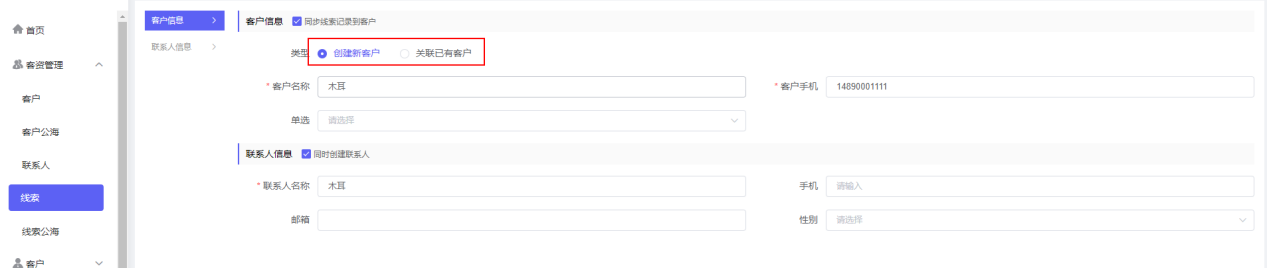 首页
客资管理
客户
客户公海
联系人
线索
线索公海
客户
客户信息
联系人信息
客户信息 同步线索记录到客户
类型 创建新客户 关联已有客户
* 客户名称 木耳 * 客户手机 14890001111
单选 请选择
联系人信息 同时创建联系人
* 联系人名称 木耳 手机 请输入
邮箱 性别 请选择